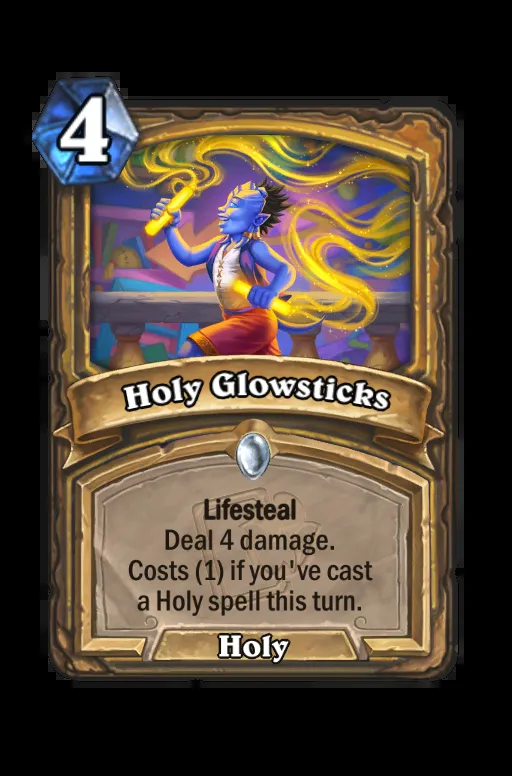 4
Holy Glowsticks
Lifesteal
Deal 4 damage.
Costs (1) if you've cast
a Holy spell this turn.
Holy